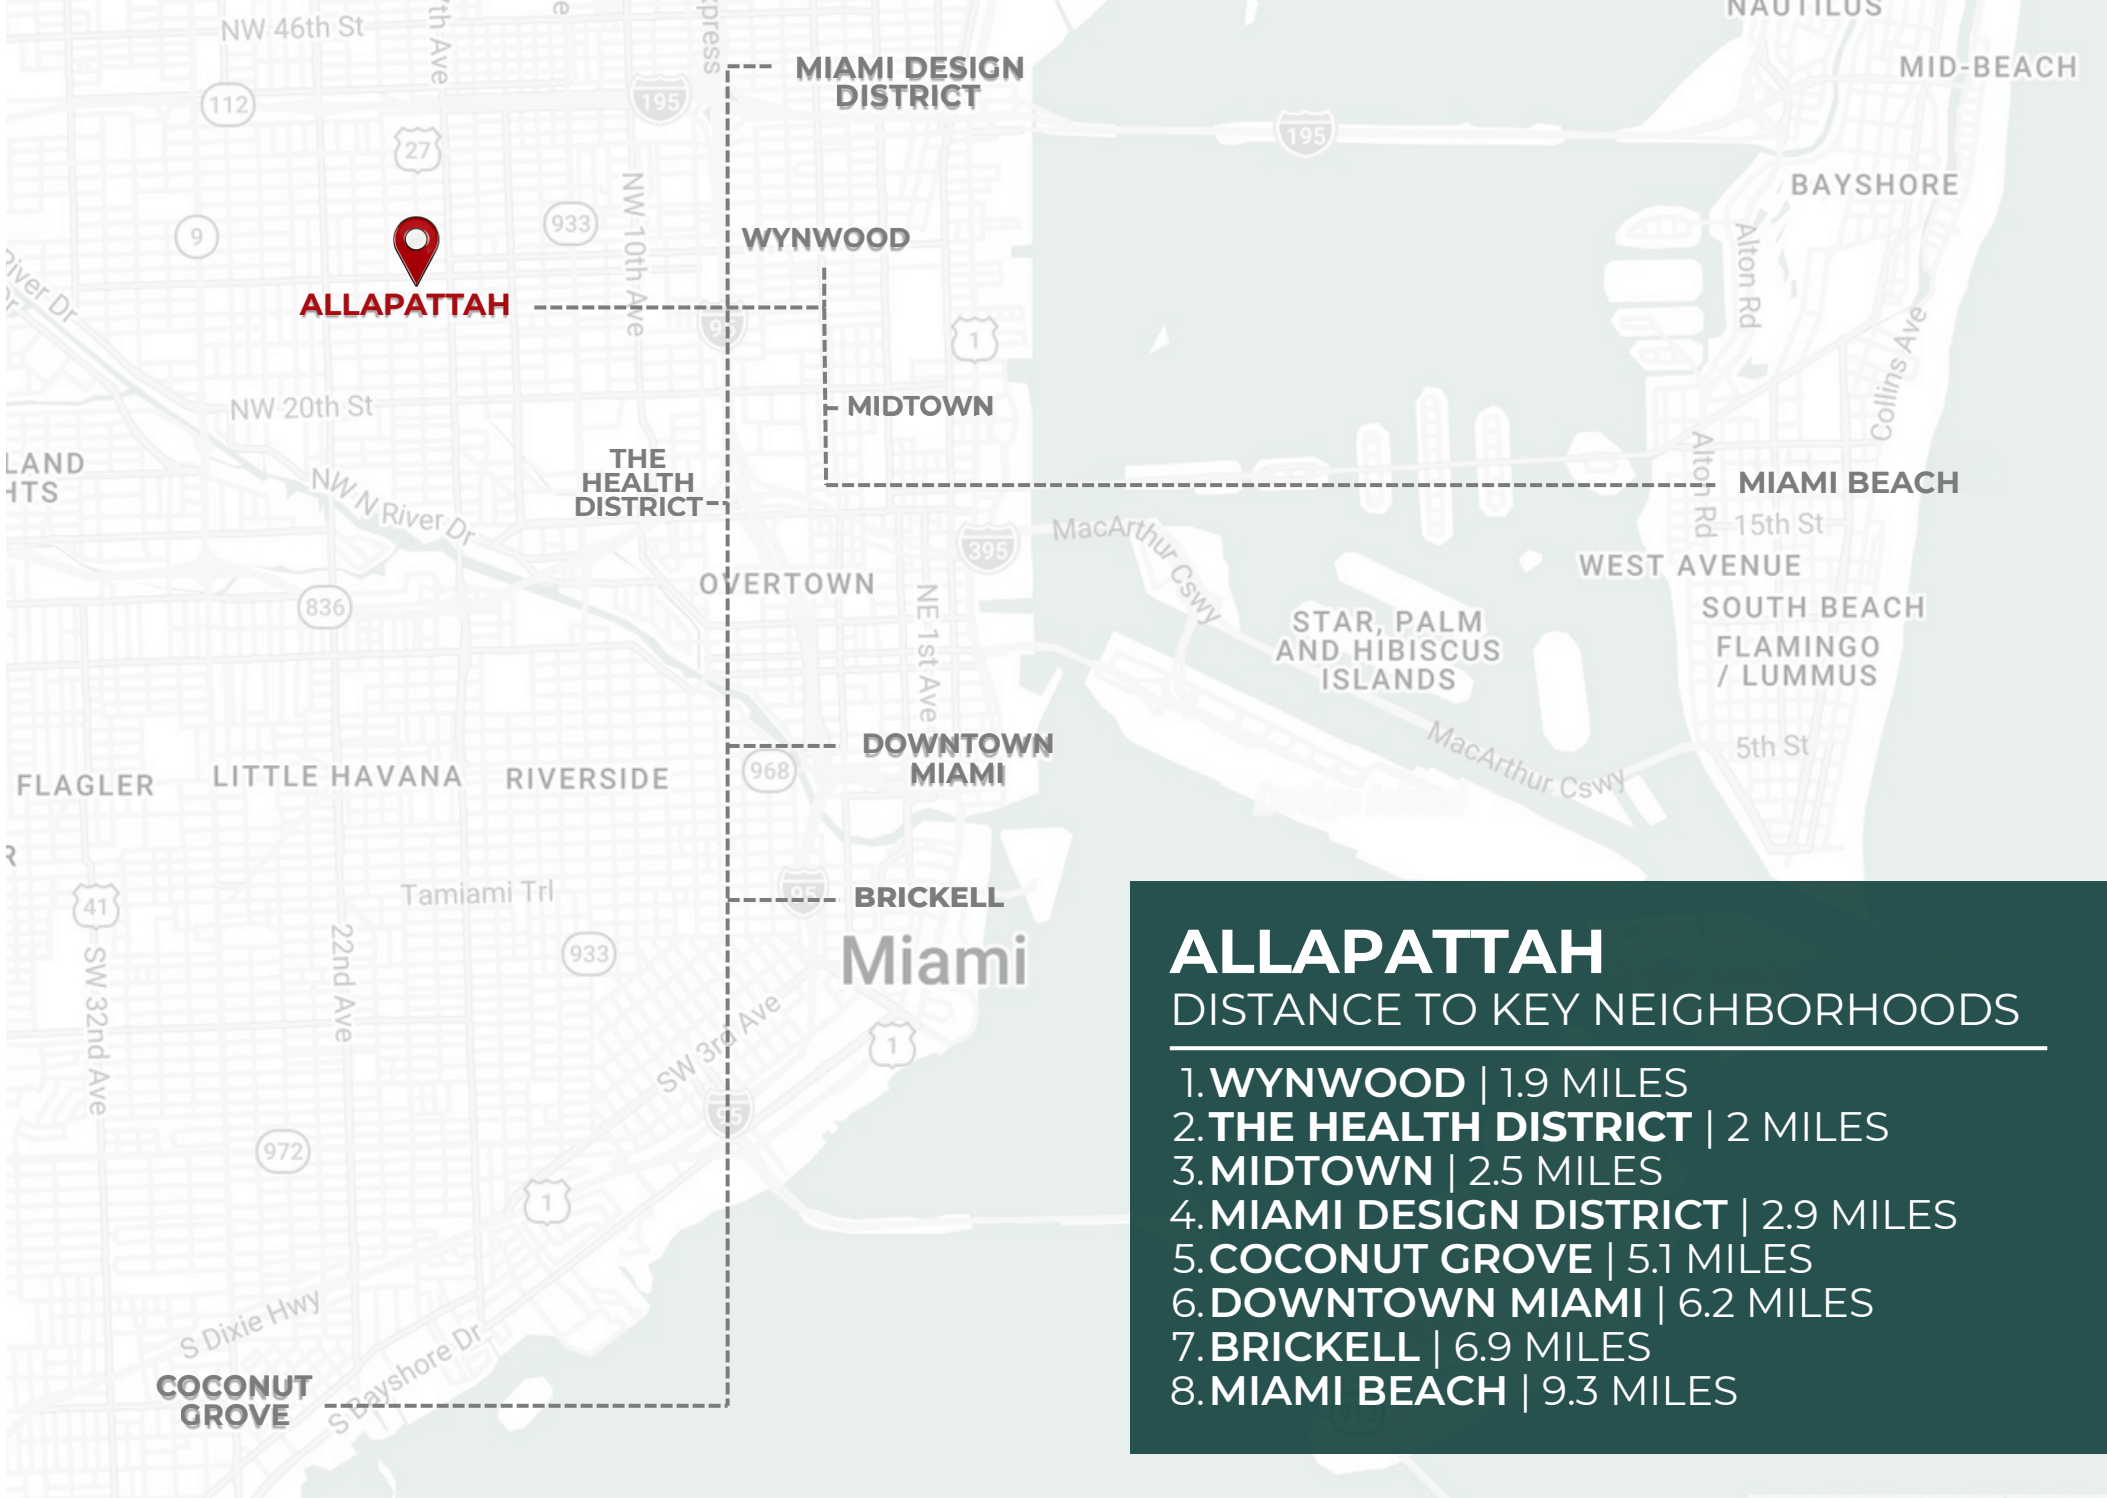 NAUTILUS
NW 46th St
7th Ave
MIAMI DESIGN
DISTRICT
MID-BEACH
112
195
27
195
BAYSHORE
9
933
NW 10th Ave
WYNWOOD
Alton Rd
River Dr
ALLAPATTAH
95
1
Collins Ave
NW 20th St
MIDTOWN
THE
HEALTH
DISTRICT
NW N River Dr
Alton Rd
MIAMI BEACH
15th St
395
MacArthur Cswy
WEST AVENUE
OVERTOWN
NE 1st Ave
836
STAR, PALM
AND HIBISCUS
ISLANDS
SOUTH BEACH
FLAMINGO
/ LUMMUS
MacArthur Cswy
5th St
DOWNTOWN
MIAMI
968
FLAGLER
LITTLE HAVANA
RIVERSIDE
Tamiami Trl
41
95
BRICKELL
22nd Ave
933
Miami
SW 32nd Ave
SW 3rd Ave
1
95
972
1
S Dixie Hwy
S Bayshore Dr
COCONUT
GROVE
ALLAPATTAH
DISTANCE TO KEY NEIGHBORHOODS
1. WYNWOOD | 1.9 MILES
2. THE HEALTH DISTRICT | 2 MILES
3. MIDTOWN | 2.5 MILES
4. MIAMI DESIGN DISTRICT | 2.9 MILES
5. COCONUT GROVE | 5.1 MILES
6. DOWNTOWN MIAMI | 6.2 MILES
7. BRICKELL | 6.9 MILES
8. MIAMI BEACH | 9.3 MILES